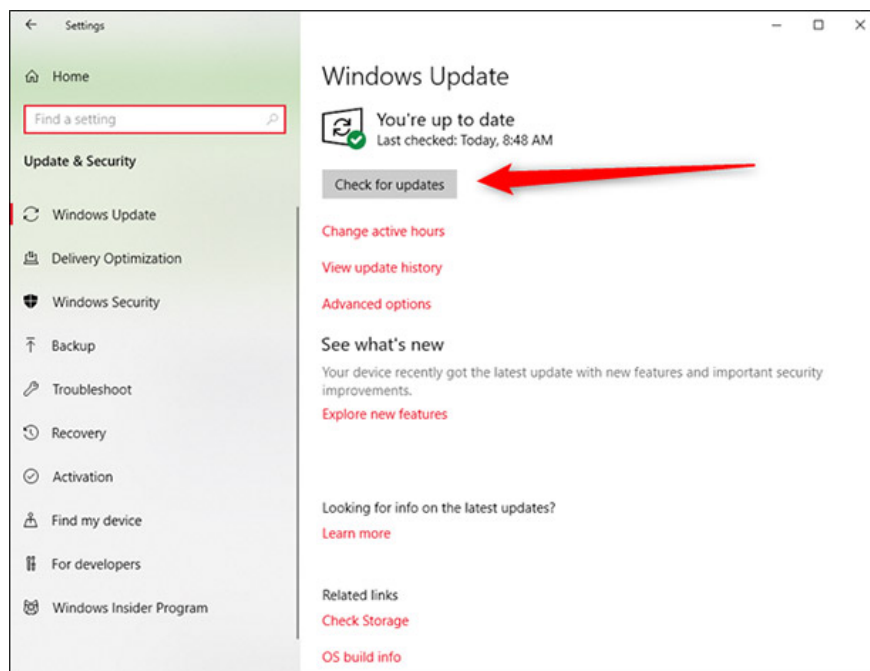 Settings
Home
Find a setting
Update & Security
Windows Update
Delivery Optimization
Windows Security
Backup
Troubleshoot
Recovery
Activation
Find my device
For developers
Windows Insider Program
Windows Update
You're up to date
Last checked: Today, 8:48 AM
Check for updates
Change active hours
View update history
Advanced options
See what's new
Your device recently got the latest update with new features and important security
improvements.
Explore new features
Looking for info on the latest updates?
Learn more
Related links
Check Storage
OS build info